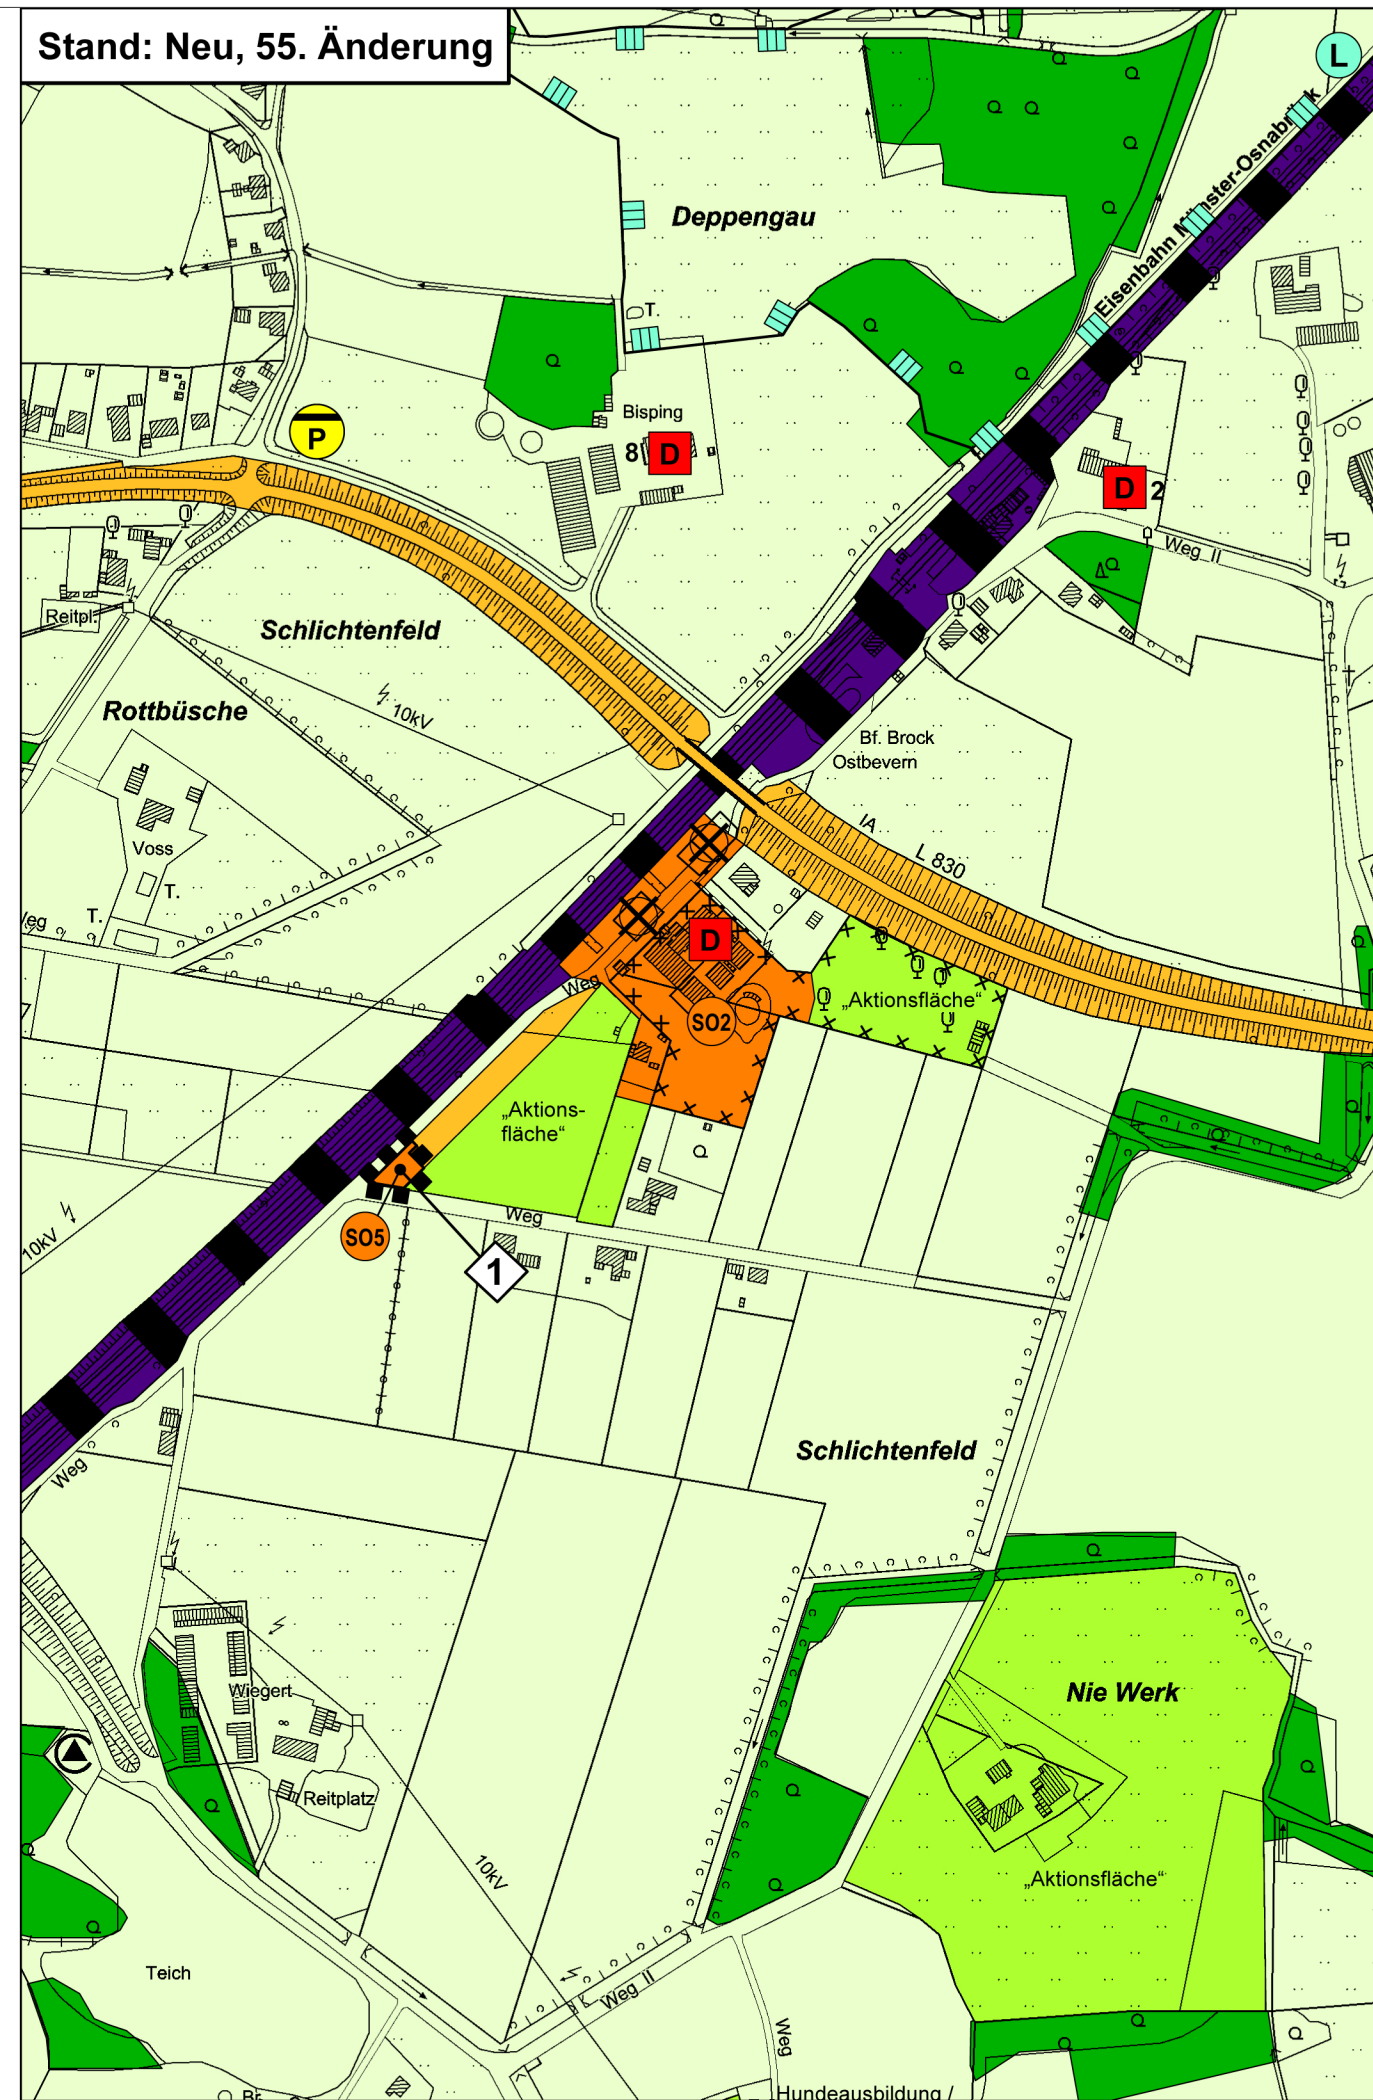 Stand: Neu, 55. Änderung
L
Eisenbahn Münster-Osnabrück
Deppengau
T.
Bisping
P
8
D
D
2
Weg II
Reitpl.
Schlichtenfeld
10kV
Rottbüsche
Bf. Brock
Ostbevern
IA
L 830
Voss
T.
T.
D
Weg
„Aktionsfläche“
SO2
„Aktions-
fläche“
Weg
SO5
1
10kV
Schlichtenfeld
Weg
Nie Werk
Wiegert
Reitplatz
10kV
„Aktionsfläche“
Teich
Weg II
Weg
Br.
Hundeausbildung /